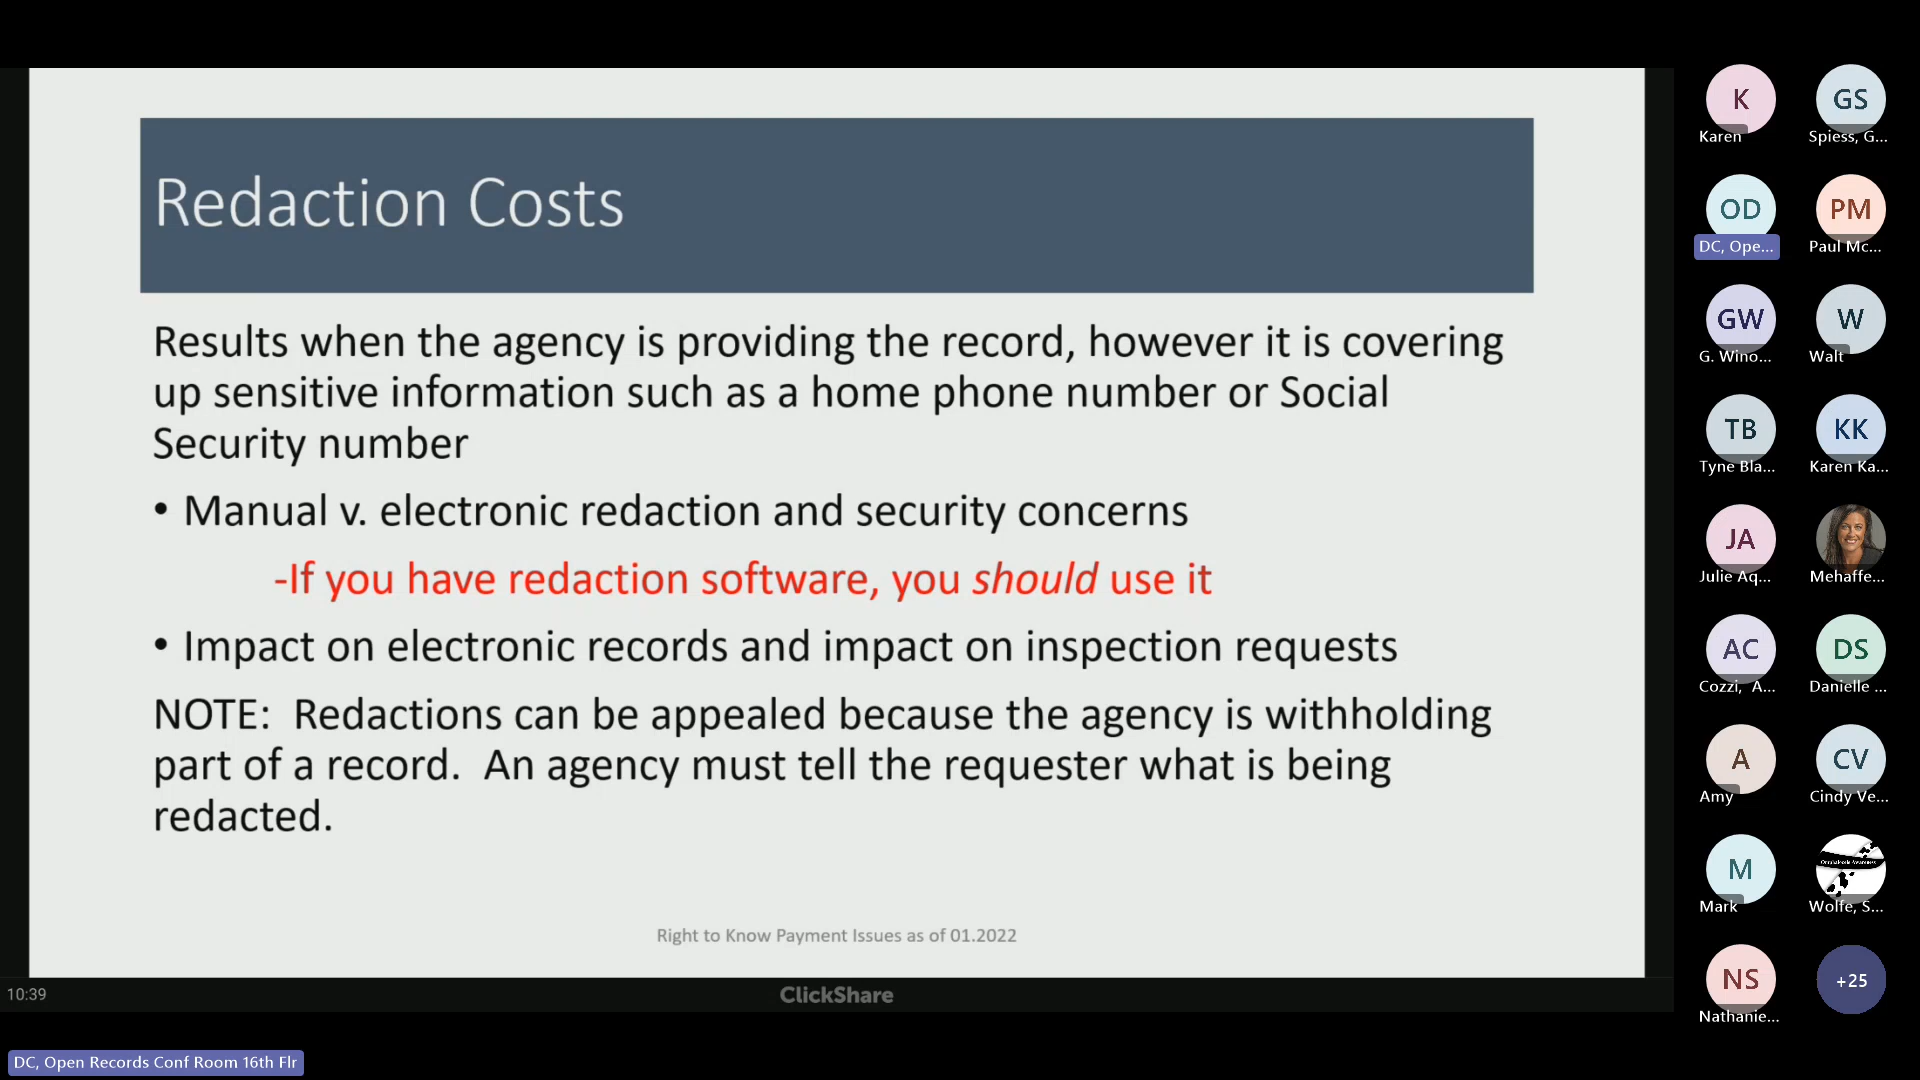 Redaction Costs
Results when the agency is providing the record, however it is covering
up sensitive information such as a home phone number or Social
Security number
• Manual v. electronic redaction and security concerns
-If you have redaction software, you should use it
• Impact on electronic records and impact on inspection requests
NOTE:  Redactions can be appealed because the agency is withholding
part of a record.  An agency must tell the requester what is being
redacted.
Right to Know Payment Issues as of 01.2022
10:39
ClickShare
DC, Open Records Conf Room 16th Flr
K
Karen
GS
Spiess, G...
OD
DC, Ope...
PM
Paul Mc...
GW
G. Wino...
W
Walt
TB
Tyne Bla...
KK
Karen Ka...
JA
Julie Aq...
Mehaffe...
AC
Cozzi, A...
DS
Danielle ...
A
Amy
CV
Cindy Ve...
M
Mark
Wolfe, S...
NS
Nathanie...
+25